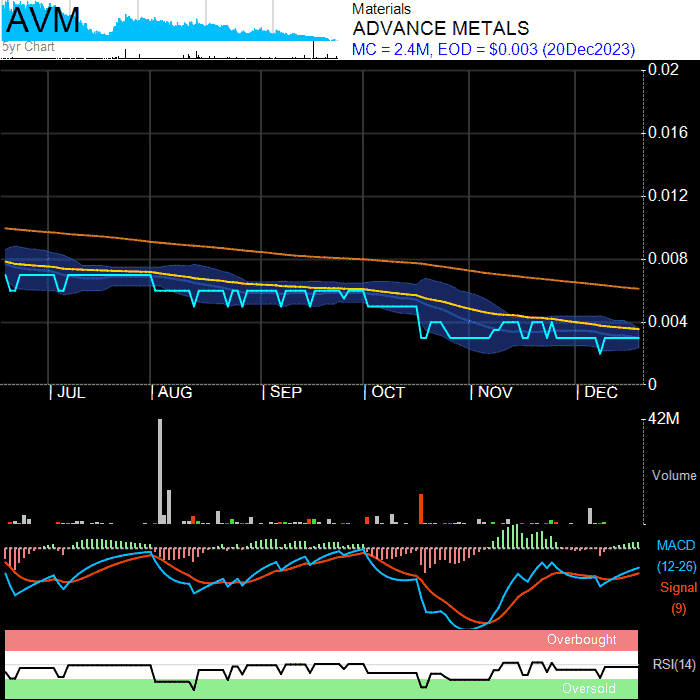 AVM
5yr Chart
Materials
ADVANCE METALS
MC = 2.4M, EOD = $0.003 (20Dec2023)
0.02
0.016
0.012
0.008
0.004
0
JUL AUG SEP OCT NOV DEC
42M
Volume
MACD
(12-26)
Signal
(9)
Overbought
RSI(14)
Oversold